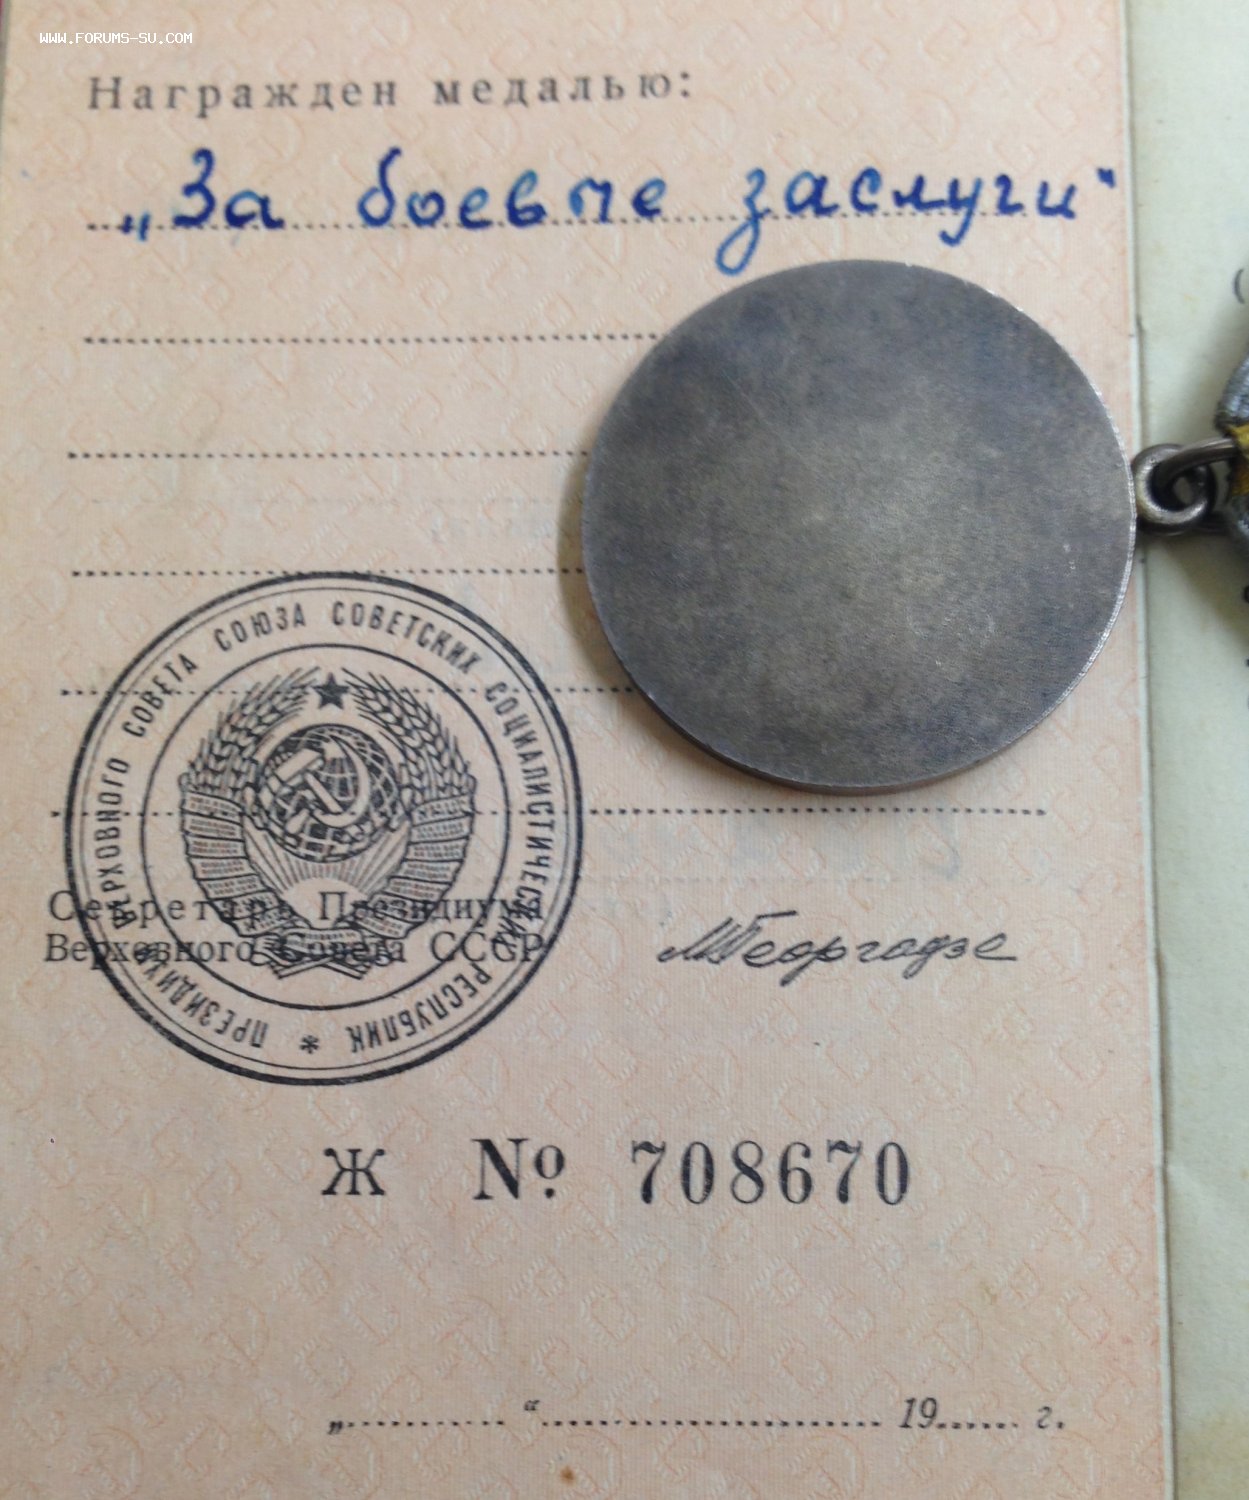 WWW.FORUMS-SU.COM
Награжден медалью:
„За боевые заслуги"
ПРЕЗИДИУМ ВЕРХОВНОГО СОВЕТА СОЮЗА СОВЕТСКИХ СОЦИАЛИСТИЧЕСКИХ РЕСПУБЛИК *
Секретарь Президиума
Верховного Совета СССР
МГеоргадзе
Ж № 708670
„ “ 19 г.